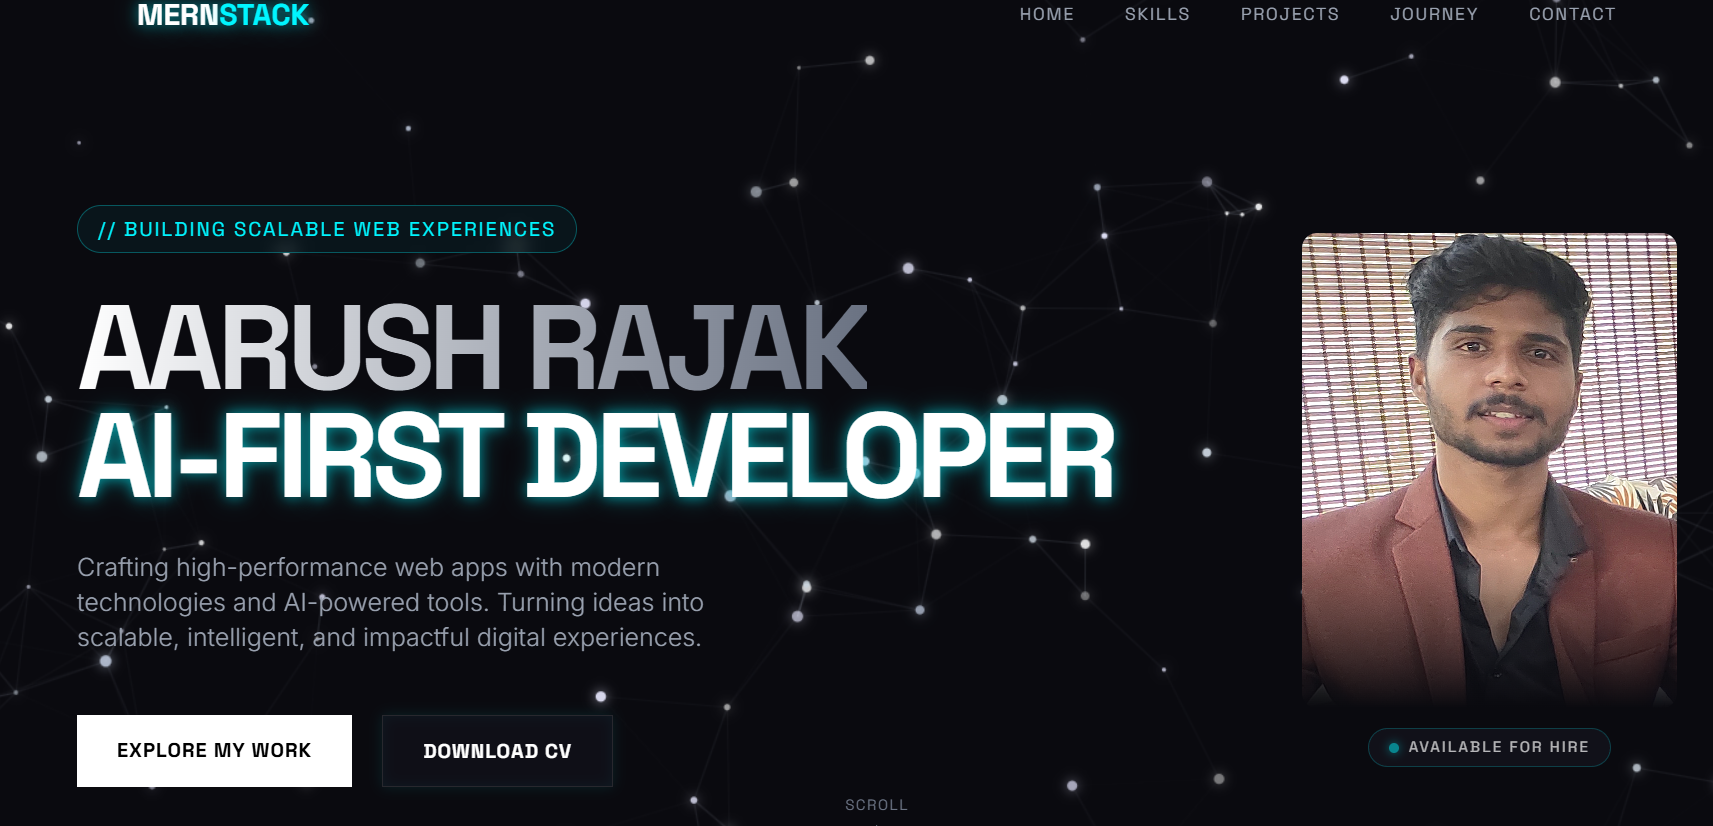 MERNSTACK
HOME SKILLS PROJECTS JOURNEY CONTACT
// BUILDING SCALABLE WEB EXPERIENCES
AARUSH RAJAK
AI-FIRST DEVELOPER
Crafting high-performance web apps with modern
technologies and AI-powered tools. Turning ideas into
scalable, intelligent, and impactful digital experiences.
EXPLORE MY WORK
DOWNLOAD CV
AVAILABLE FOR HIRE
SCROLL